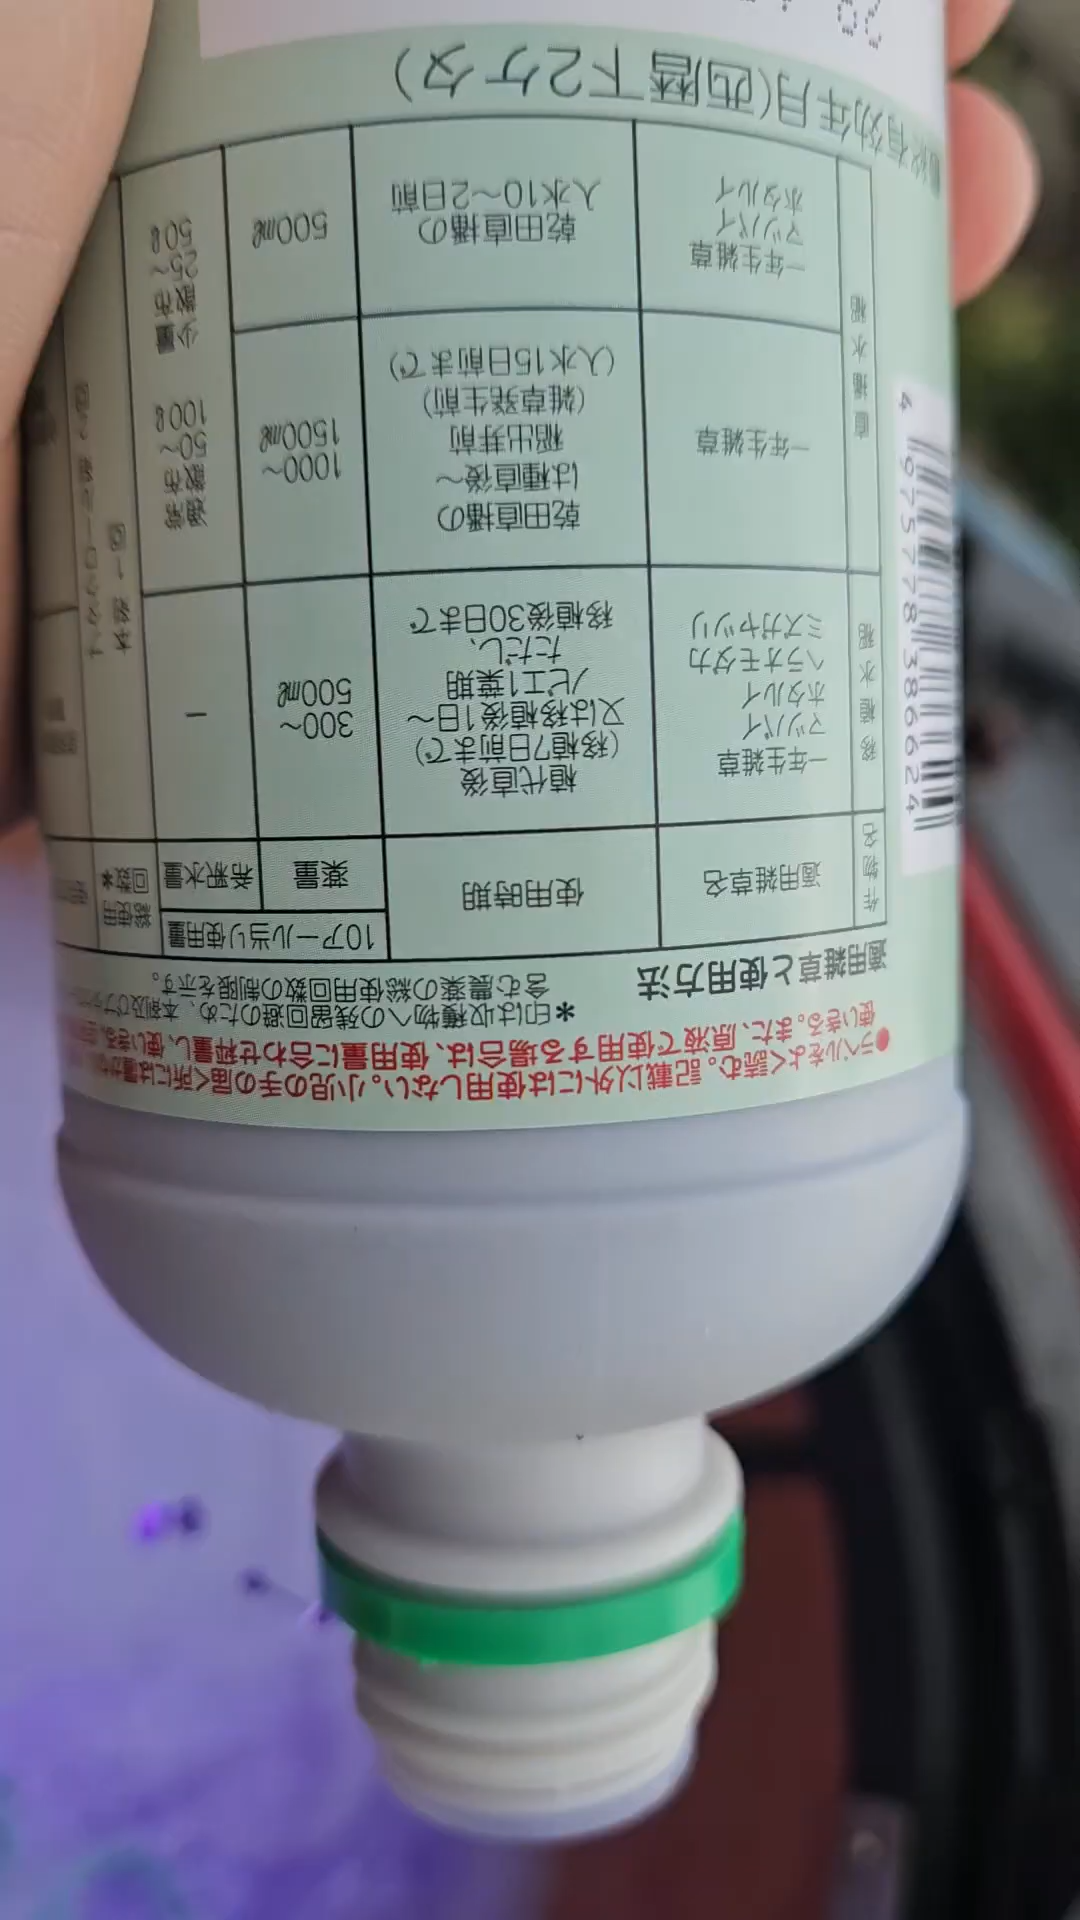 ●ラベルをよく読む。記載以外には使用しない。小児の手の届く所には置かない。
使いきる。また、原液で使用する場合は、使用量に合わせ秤量し、使いきる。
適用雑草と使用方法
*印は収穫物への残留回避のため、本剤及び
含む農薬の総使用回数の制限を示す。
作物名
適用雑草名
使用時期
10アール当り使用量
薬量
希釈水量
総使用
回数*
移植水稲
一年生雑草
マツバイ
ホタルイ
ヘラオモダカ
ミズガヤツリ
植代直後
(移植7日前まで)
又は移植後1日〜
ノビエ1葉期
ただし、
移植後30日まで
300〜
500㎖
—
直播水稲
一年生雑草
乾田直播の
は種直後〜
稲出芽前
(雑草発生前)
(入水15日前まで)
1000〜
1500㎖
通常
散布
50〜
100ℓ
一年生雑草
マツバイ
ホタルイ
乾田直播の
入水10〜2日前
500㎖
少量
散布
25〜
50ℓ
最終有効年月(西暦下2ケタ)
4 975778 386624